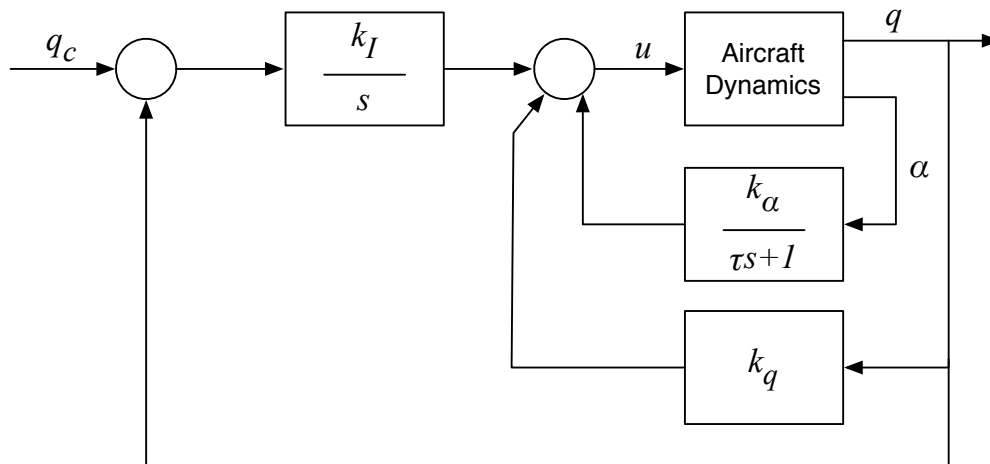 q_c
k_I
s
u
Aircraft
Dynamics
q
α
k_α
τs+1
k_q